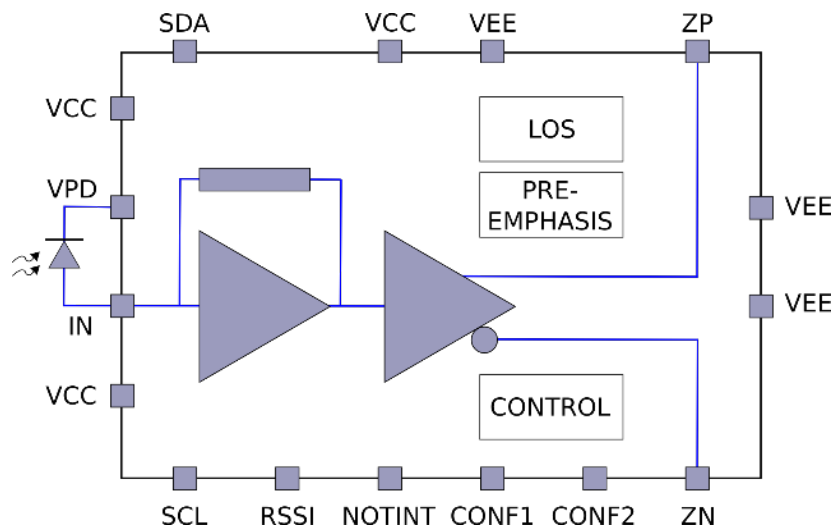 SDA
VCC
VEE
ZP
VCC
LOS
VPD
PRE-
EMPHASIS
VEE
IN
VEE
VCC
CONTROL
SCL
RSSI
NOTINT
CONF1
CONF2
ZN